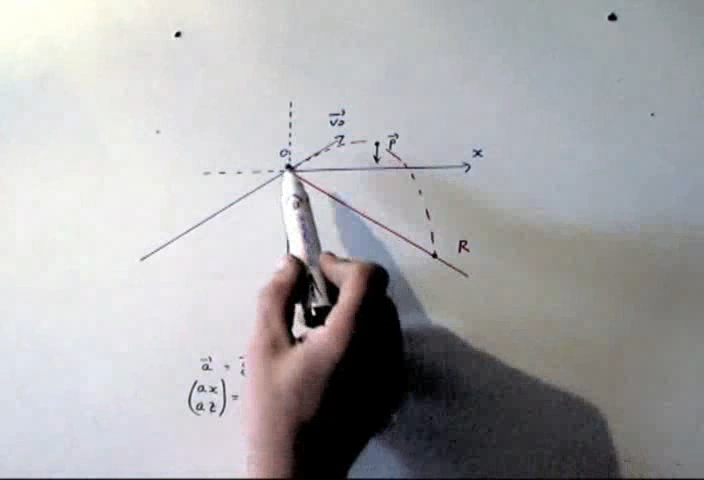 v0
O P x
R
a =
(ax
az) =